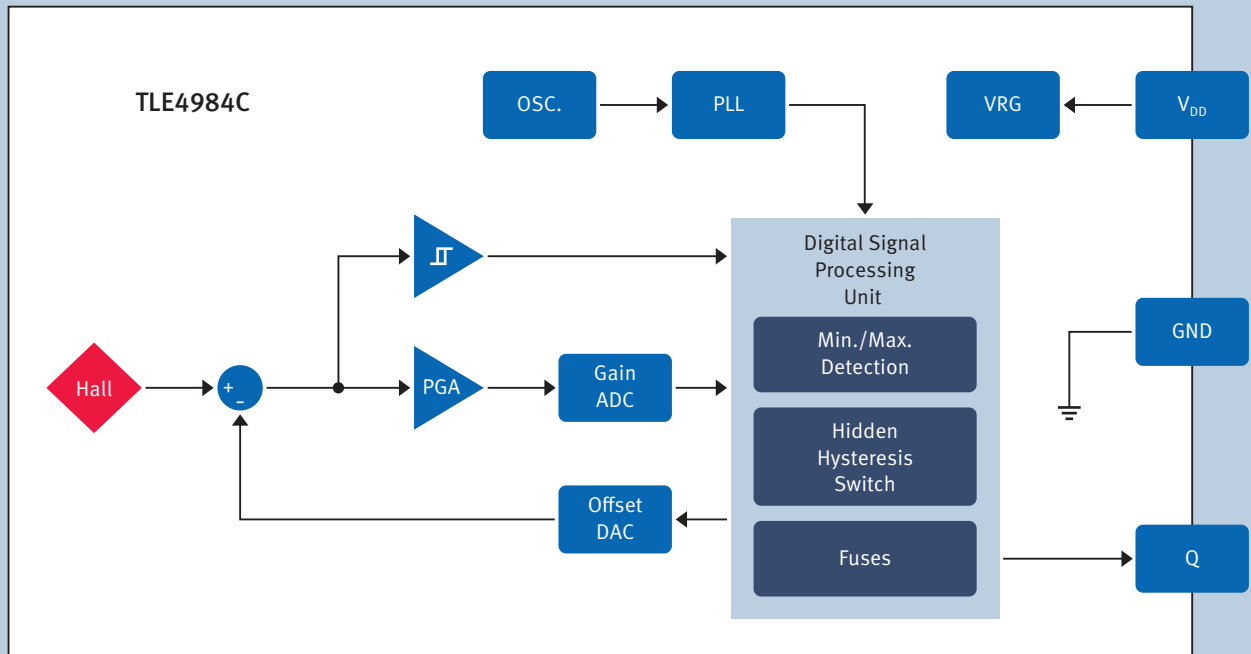 TLE4984C
OSC.
PLL
VRG
VDD
Digital Signal
Processing
Unit
Min./Max.
Detection
GND
Hall
+
-
PGA
Gain
ADC
Hidden
Hysteresis
Switch
Offset
DAC
Fuses
Q